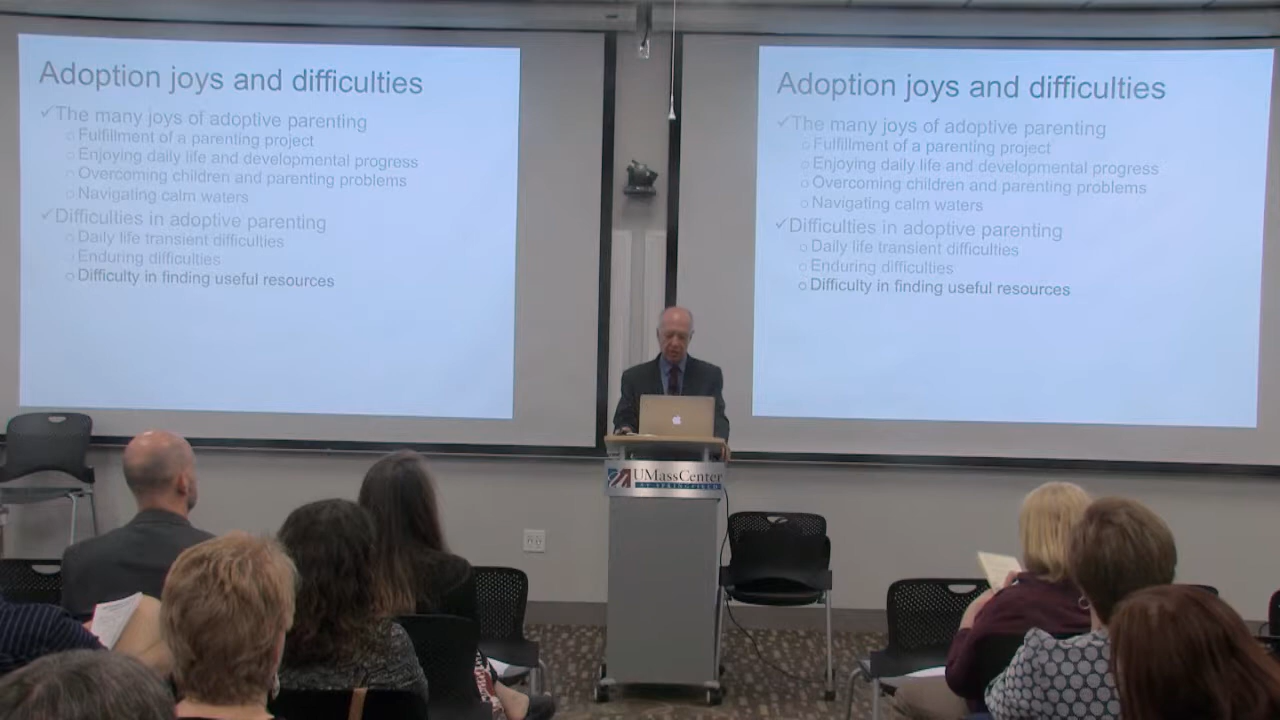 Adoption joys and difficulties
✓The many joys of adoptive parenting
○ Fulfillment of a parenting project
○ Enjoying daily life and developmental progress
○ Overcoming children and parenting problems
○ Navigating calm waters
✓Difficulties in adoptive parenting
○ Daily life transient difficulties
○ Enduring difficulties
○ Difficulty in finding useful resources
Adoption joys and difficulties
✓The many joys of adoptive parenting
○ Fulfillment of a parenting project
○ Enjoying daily life and developmental progress
○ Overcoming children and parenting problems
○ Navigating calm waters
✓Difficulties in adoptive parenting
○ Daily life transient difficulties
○ Enduring difficulties
○ Difficulty in finding useful resources
UMassCenter
AT SPRINGFIELD